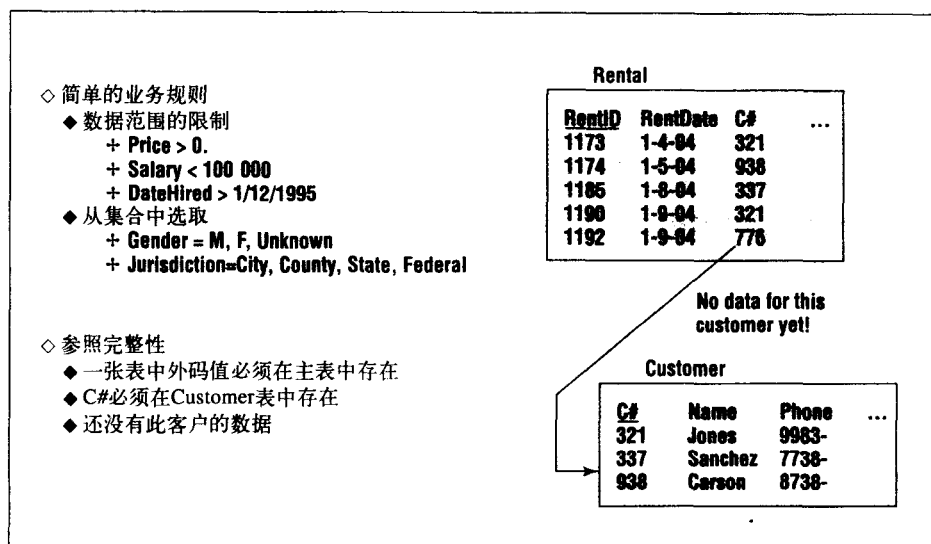 ◇ 简单的业务规则
◆ 数据范围的限制
+ Price > 0.
+ Salary < 100 000
+ DateHired > 1/12/1995
◆ 从集合中选取
+ Gender = M, F, Unknown
+ Jurisdiction=City, County, State, Federal
◇ 参照完整性
◆ 一张表中外码值必须在主表中存在
◆ C#必须在Customer表中存在
◆ 还没有此客户的数据
Rental
RentID RentDate C# ...
1173 1-4-04 321
1174 1-5-04 938
1185 1-8-04 337
1190 1-9-04 321
1192 1-9-04 776
No data for this
customer yet!
Customer
C# Name Phone ...
321 Jones 9983-
337 Sanchez 7738-
938 Carson 8738-